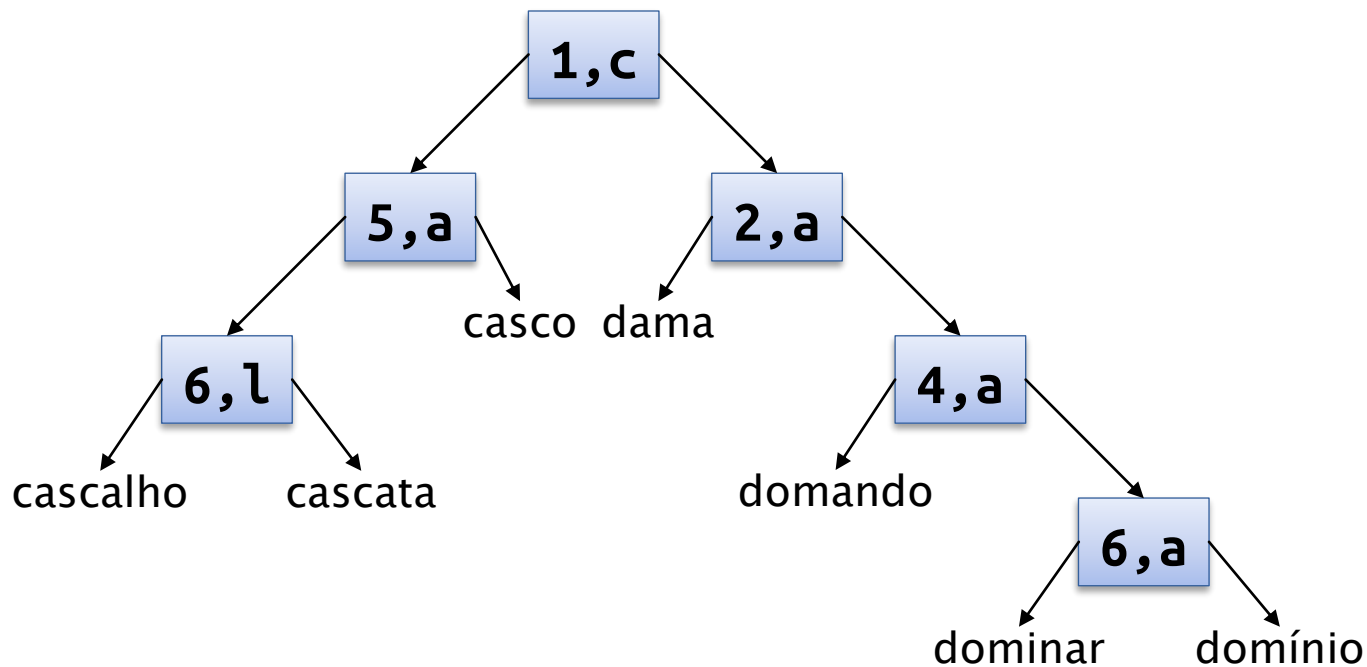 1,c
5,a
2,a
casco
dama
6,l
4,a
cascalho
cascata
domando
6,a
dominar
domínio